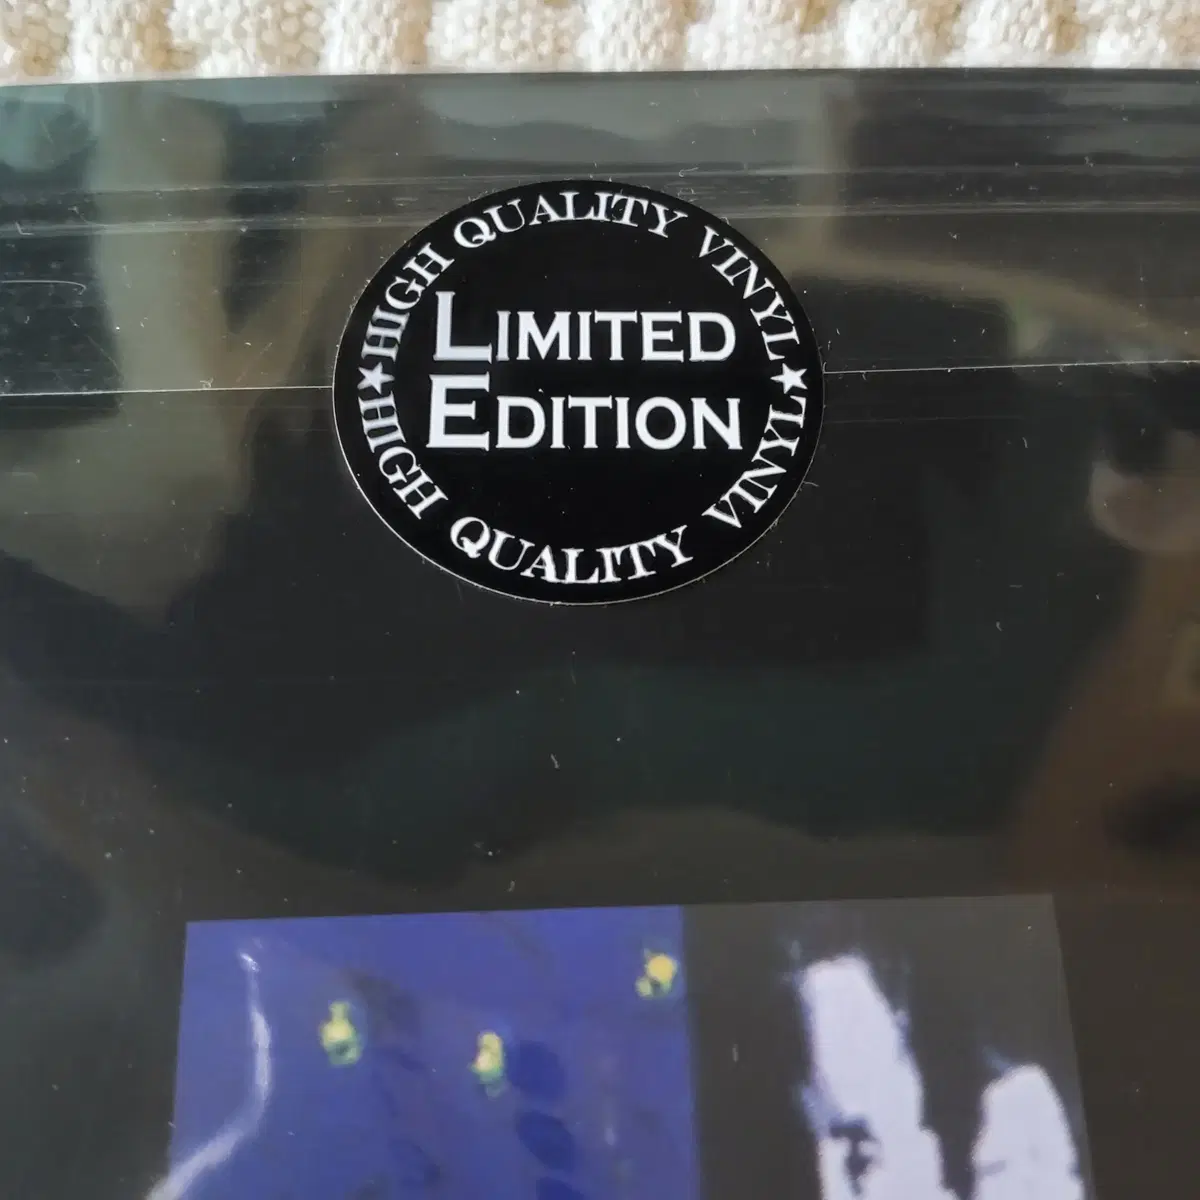 ★HIGH QUALITY VINYL★
LIMITED
EDITION
HIGH QUALITY VINYL